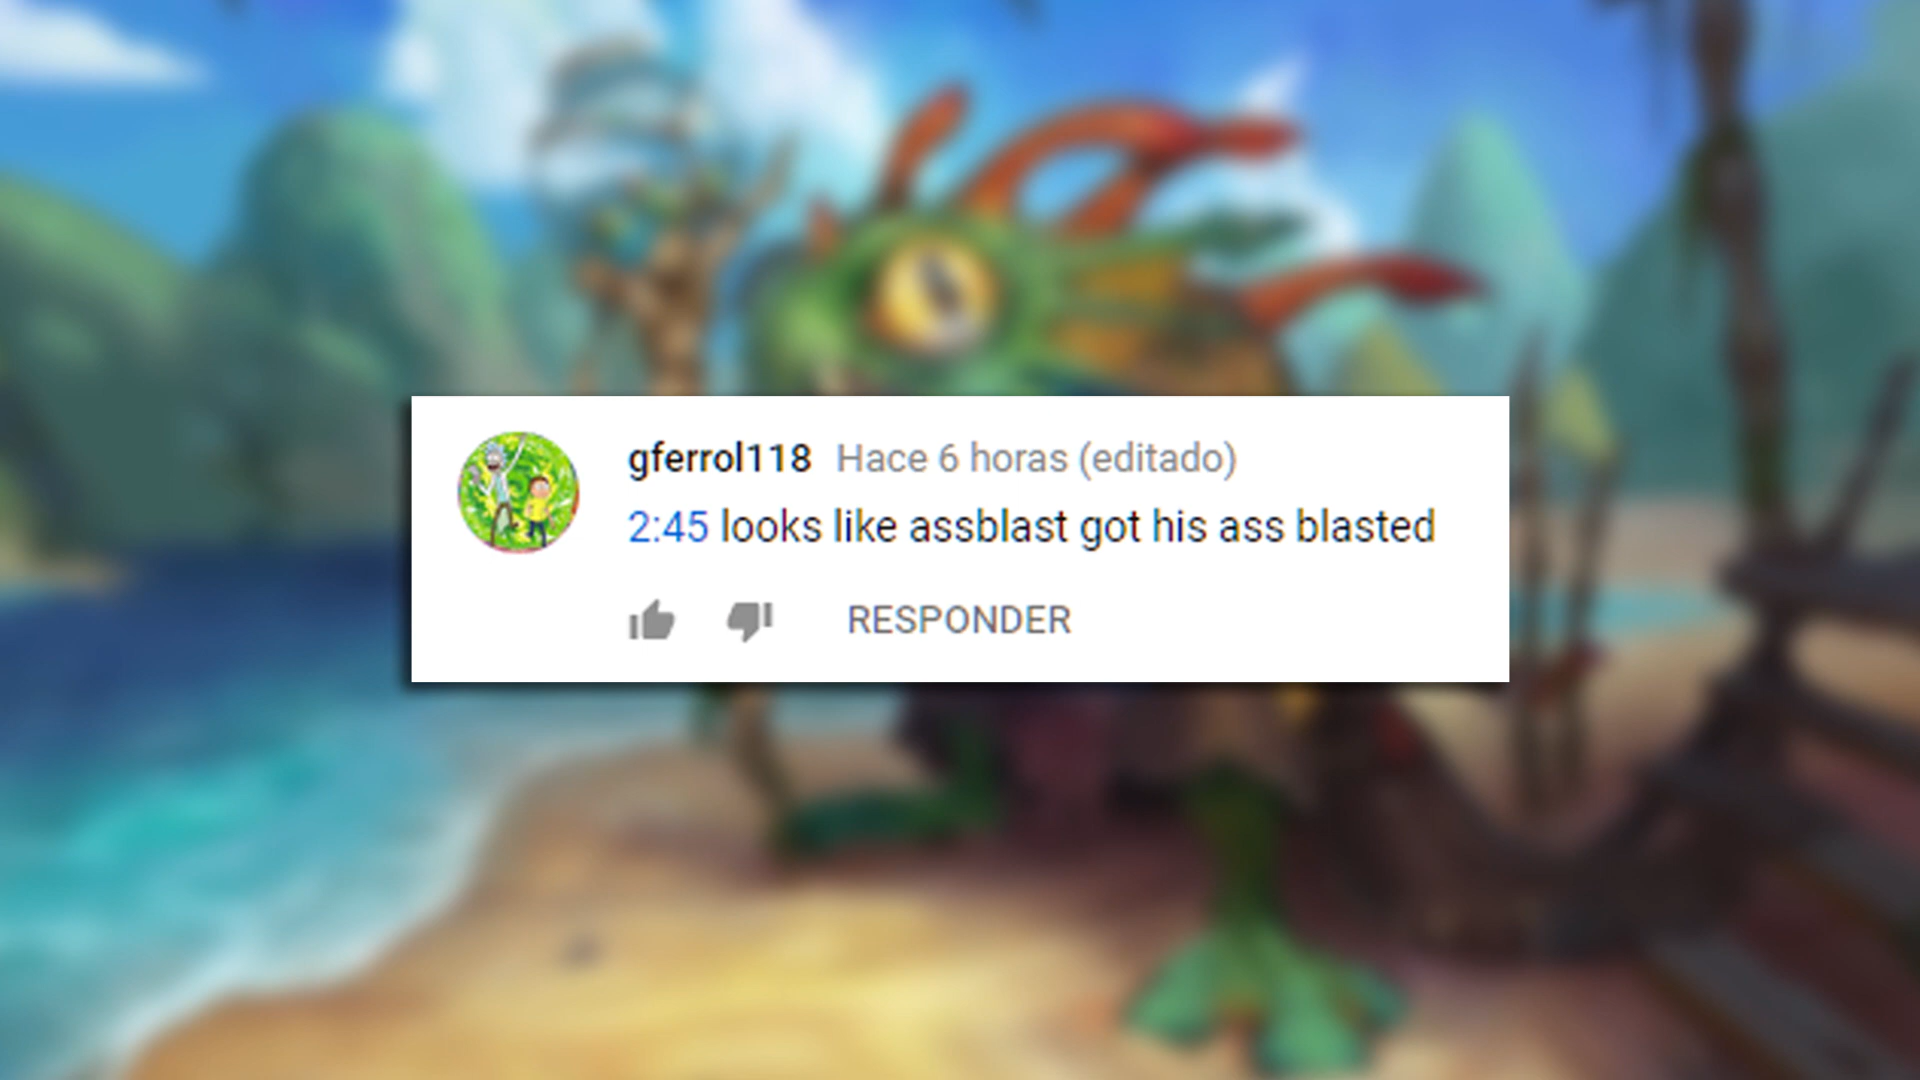 gferrol118 Hace 6 horas (editado)
2:45 looks like assblast got his ass blasted
RESPONDER